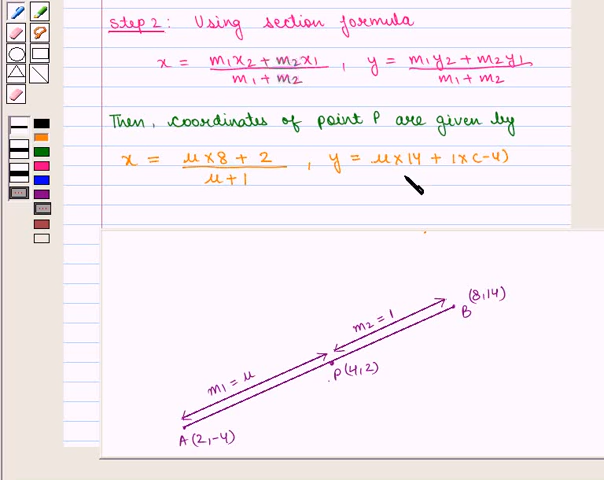 Step 2: Using section formula
x = m₁x₂ + m₂x₁ / m₁ + m₂ , y = m₁y₂ + m₂y₁ / m₁ + m₂
Then, coordinates of point P are given by
x = μ×8 + 2 / μ+1 , y = μ×14 + 1×(-4)
(8,14)
B
m₂ = 1
P(4,2)
m₁ = μ
A(2,-4)